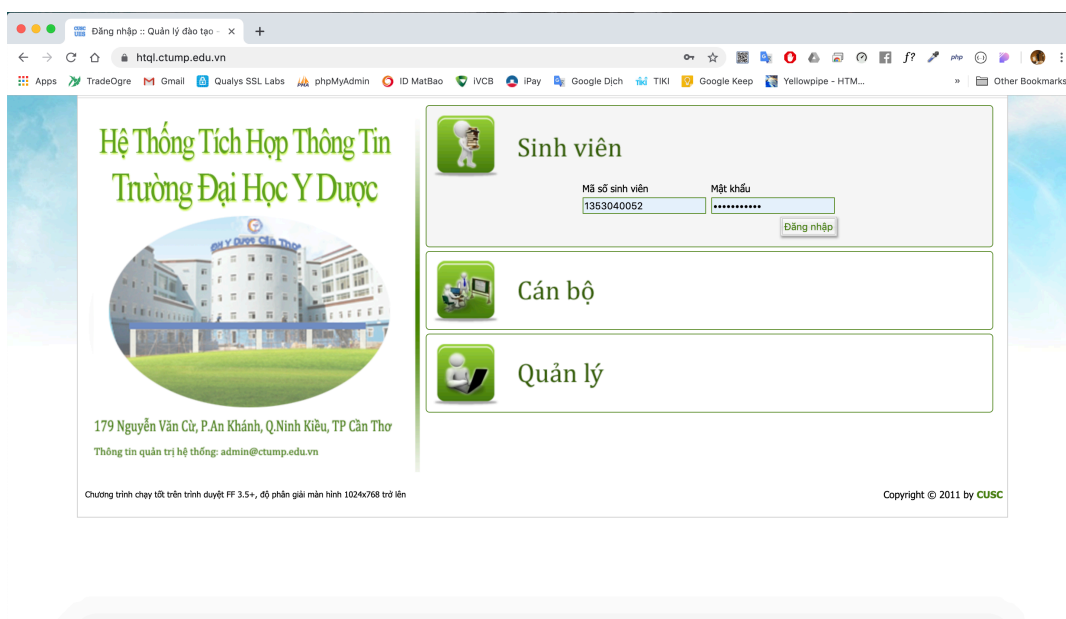 Đăng nhập :: Quản lý đào tạo -
htql.ctump.edu.vn
f? php
Apps TradeOgre Gmail Qualys SSL Labs phpMyAdmin ID MatBao iVCB iPay Google Dịch TIKI Google Keep Yellowpipe - HTM... » Other Bookmarks
Hệ Thống Tích Hợp Thông Tin
Trường Đại Học Y Dược
ĐH Y DƯỢC CẦN THƠ
179 Nguyễn Văn Cừ, P.An Khánh, Q.Ninh Kiều, TP Cần Thơ
Thông tin quản trị hệ thống: admin@ctump.edu.vn
Sinh viên
Mã số sinh viên Mật khẩu
1353040052 •••••••••••
Đăng nhập
Cán bộ
Quản lý
Chương trình chạy tốt trên trình duyệt FF 3.5+, độ phân giải màn hình 1024x768 trở lên
Copyright © 2011 by CUSC